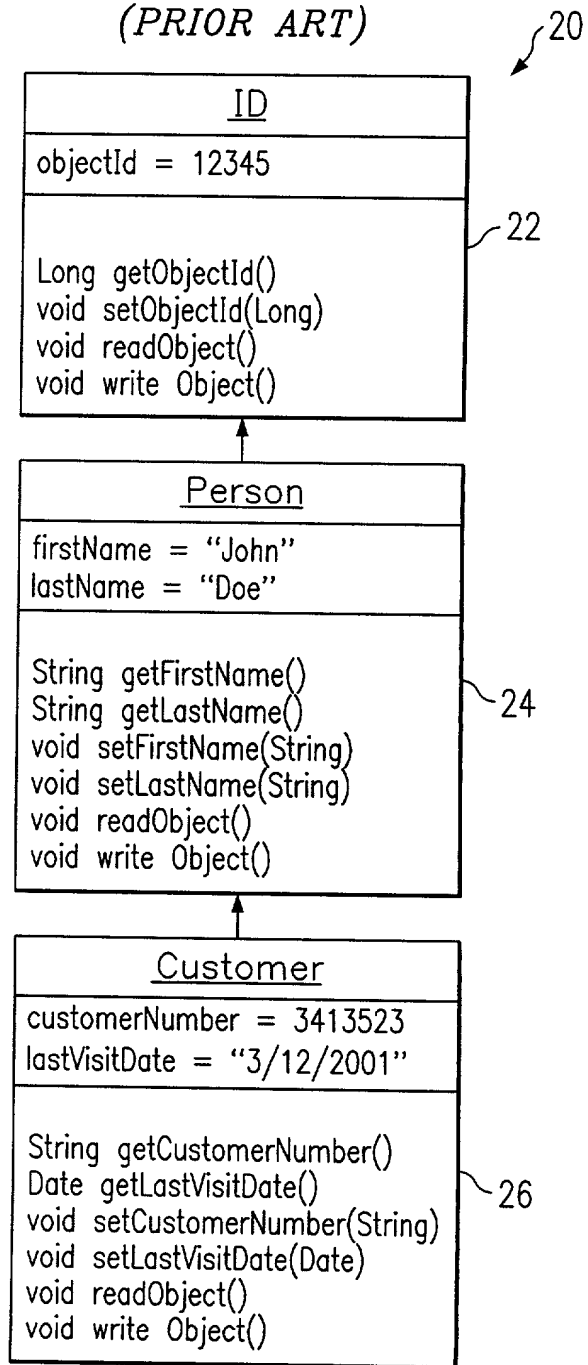 (PRIOR ART)
20
ID
objectId = 12345
22
Long getObjectId()
void setObjectId(Long)
void readObject()
void write Object()
Person
firstName = “John”
lastName = “Doe”
String getFirstName()
24
String getLastName()
void setFirstName(String)
void setLastName(String)
void readObject()
void write Object()
Customer
customerNumber = 3413523
lastVisitDate = “3/12/2001”
String getCustomerNumber()
Date getLastVisitDate()
26
void setCustomerNumber(String)
void setLastVisitDate(Date)
void readObject()
void write Object()